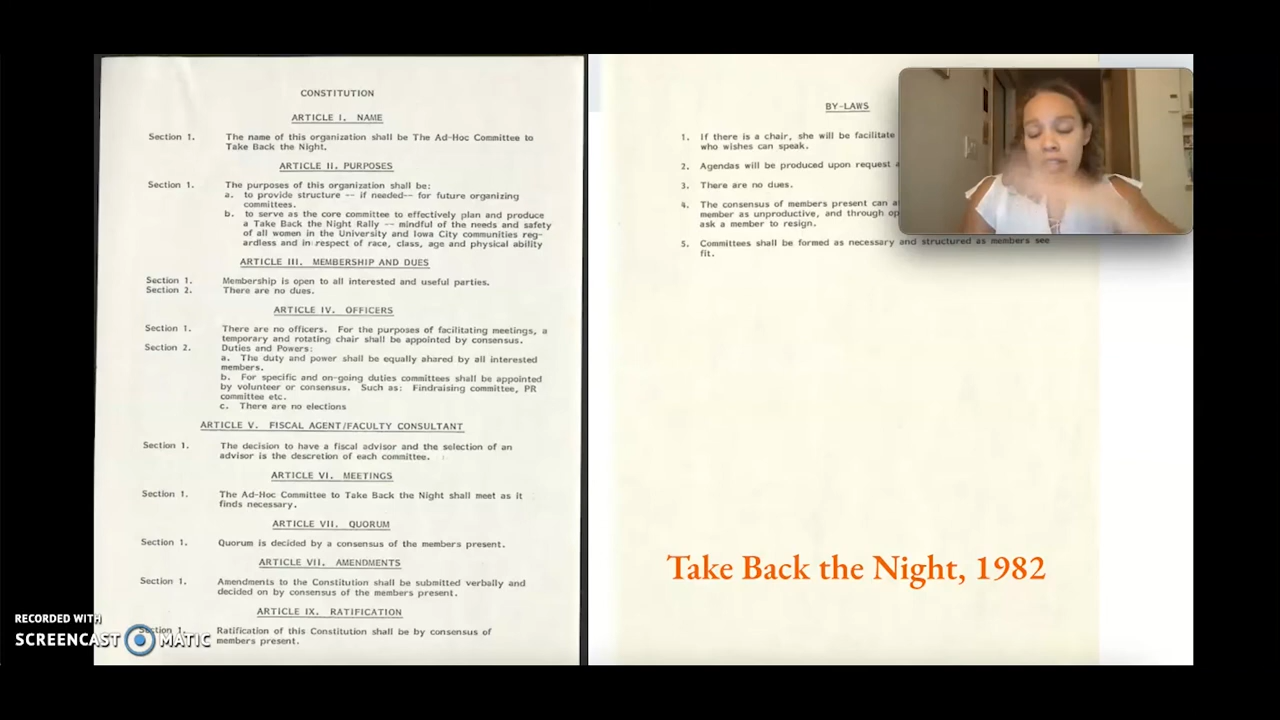 CONSTITUTION
ARTICLE I. NAME
Section 1. The name of this organization shall be The Ad-Hoc Committee to
Take Back the Night.
ARTICLE II. PURPOSES
Section 1. The purposes of this organization shall be:
a. to provide structure -- if needed-- for future organizing
committees.
b. to serve as the core committee to effectively plan and produce
a Take Back the Night Rally -- mindful of the needs and safety
of all women in the University and Iowa City communities reg-
ardless and in respect of race, class, age and physical ability
ARTICLE III. MEMBERSHIP AND DUES
Section 1. Membership is open to all interested and useful parties.
Section 2. There are no dues.
ARTICLE IV. OFFICERS
Section 1. There are no officers. For the purposes of facilitating meetings, a
temporary and rotating chair shall be appointed by consensus.
Section 2. Duties and Powers:
a. The duty and power shall be equally ahared by all interested
members.
b. For specific and on-going duties committees shall be appointed
by volunteer or consensus. Such as: Findraising committee, PR
committee etc.
c. There are no elections
ARTICLE V. FISCAL AGENT/FACULTY CONSULTANT
Section 1. The decision to have a fiscal advisor and the selection of an
advisor is the descretion of each committee.
ARTICLE VI. MEETINGS
Section 1. The Ad-Hoc Committee to Take Back the Night shall meet as it
finds necessary.
ARTICLE VII. QUORUM
Section 1. Quorum is decided by a consensus of the members present.
ARTICLE VII. AMENDMENTS
Section 1. Amendments to the Constitution shall be submitted verbally and
decided on by consensus of the members present.
ARTICLE IX. RATIFICATION
Section 1. Ratification of this Constitution shall be by consensus of
members present.
BY-LAWS
1. If there is a chair, she will be facilitate
who wishes can speak.
2. Agendas will be produced upon request
3. There are no dues.
4. The consensus of members present can
member as unproductive, and through
ask a member to resign.
5. Committees shall be formed as necessary and structured as members see
fit.
Take Back the Night, 1982
RECORDED WITH
SCREENCAST MATIC